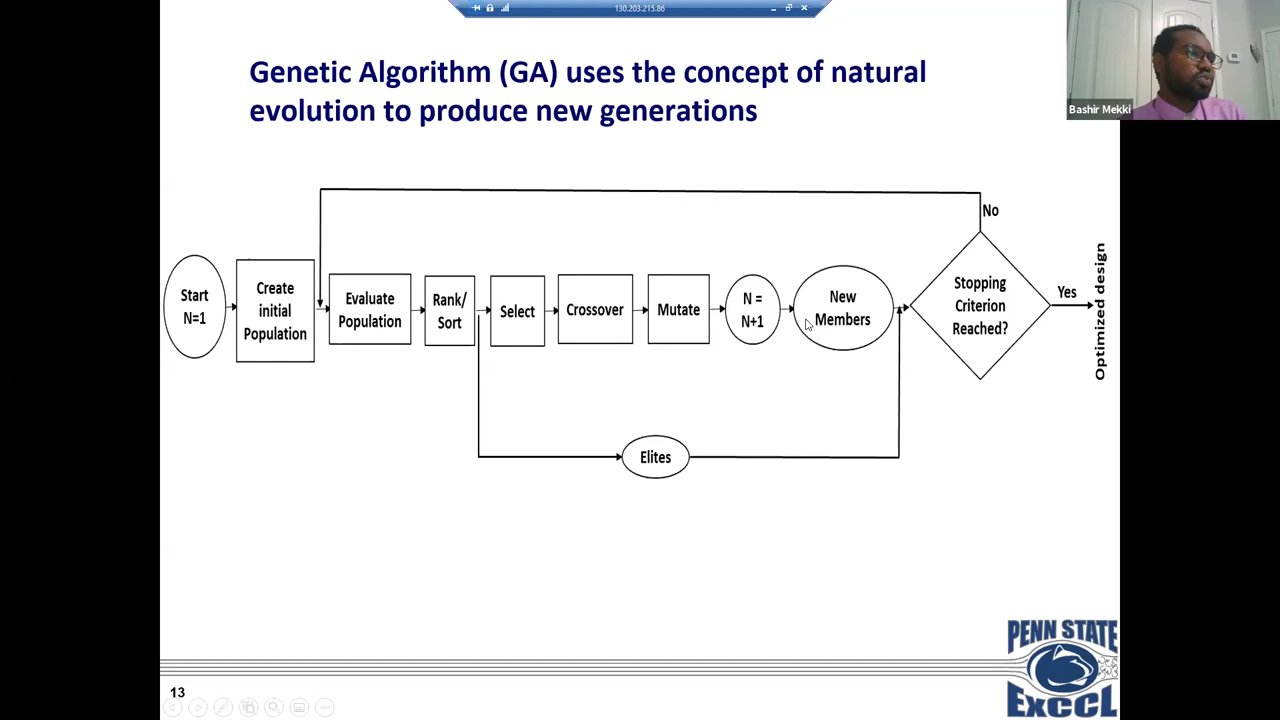 130.203.215.86
Genetic Algorithm (GA) uses the concept of natural
evolution to produce new generations
Bashir Mekki
No
Start
N=1
Create
initial
Population
Evaluate
Population
Rank/
Sort
Select
Crossover
Mutate
N =
N+1
New
Members
Stopping
Criterion
Reached?
Yes
Optimized design
Elites
PENN STATE
EXCCL
13